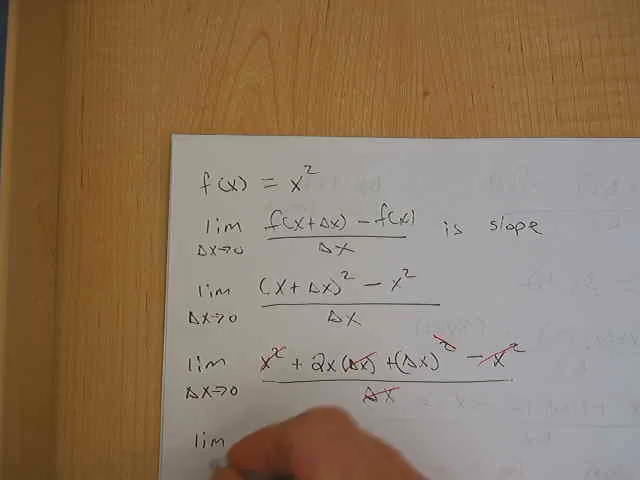 f(x) = x²
lim Δx→0 f(x+Δx) - f(x) / Δx is slope
lim Δx→0 (x+Δx)² - x² / Δx
lim Δx→0 x² + 2x(Δx) + (Δx)² - x² / Δx
lim